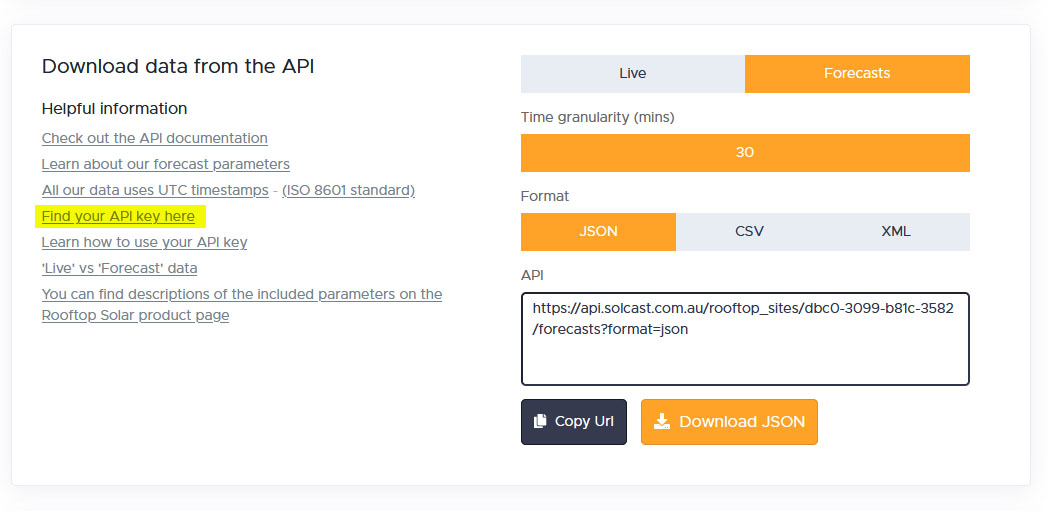 Download data from the API
Helpful information
Check out the API documentation
Learn about our forecast parameters
All our data uses UTC timestamps - (ISO 8601 standard)
Find your API key here
Learn how to use your API key
'Live' vs 'Forecast' data
You can find descriptions of the included parameters on the
Rooftop Solar product page
Live Forecasts
Time granularity (mins)
30
Format
JSON CSV XML
API
https://api.solcast.com.au/rooftop_sites/dbc0-3099-b81c-3582
/forecasts?format=json
Copy Url Download JSON